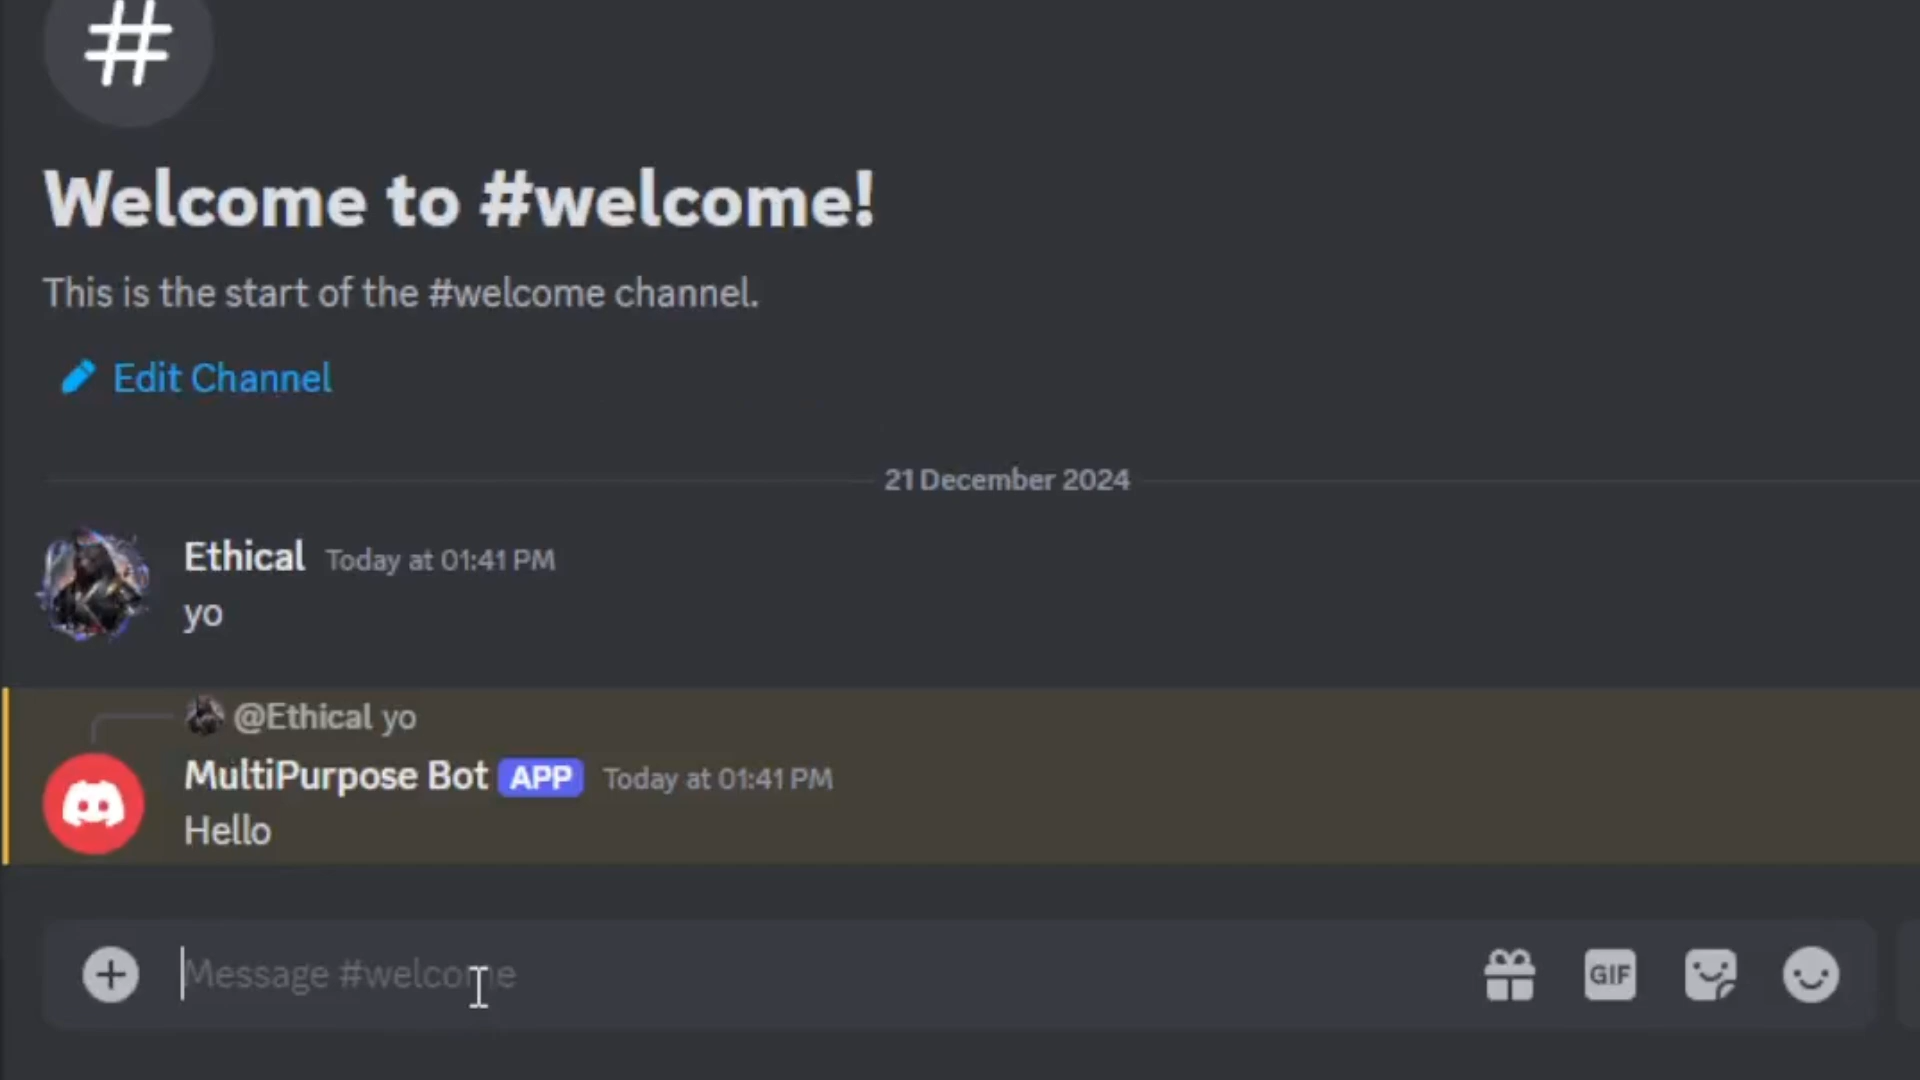 #
Welcome to #welcome!
This is the start of the #welcome channel.
Edit Channel
21 December 2024
Ethical Today at 01:41 PM
yo
@Ethical yo
MultiPurpose Bot APP Today at 01:41 PM
Hello
Message #welcome
GIF